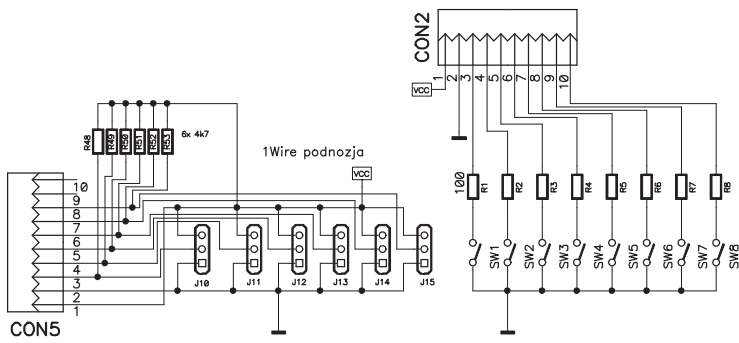 CON2
VCC
1
2
3
4
5
6
7
8
9
10
R48
R49
R50
R51
R52
R53
6x 4k7
1Wire podnozja
VCC
10
9
8
7
6
5
4
3
2
1
CON5
J10
J11
J12
J13
J14
J15
100
R1
R2
R3
R4
R5
R6
R7
R8
SW1
SW2
SW3
SW4
SW5
SW6
SW7
SW8